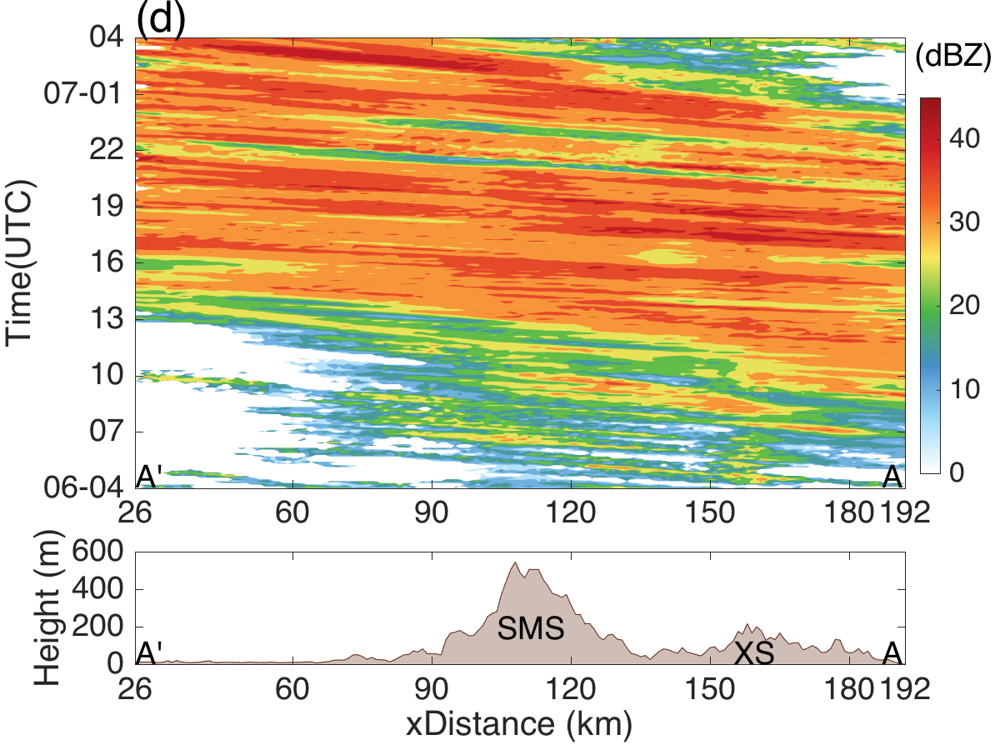 (d)
(dBZ)
04
07-01
22
19
16
13
10
07
06-04
Time(UTC)
A'
A
26
60
90
120
150
180
192
40
30
20
10
0
600
400
200
0
Height (m)
SMS
XS
A'
A
26
60
90
120
150
180
192
xDistance (km)